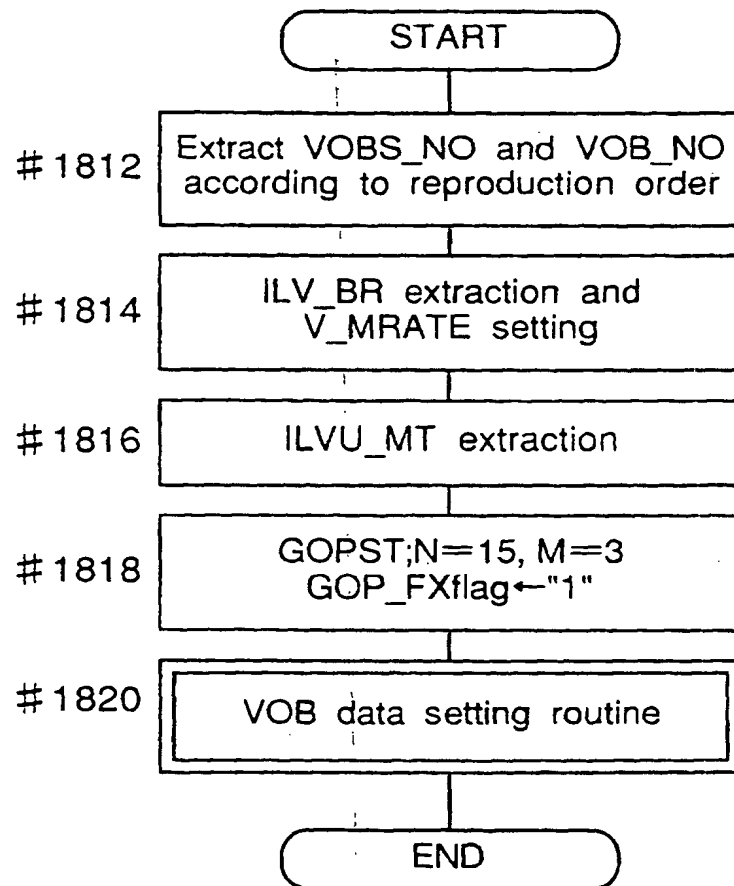 START
#1812
Extract VOBS_NO and VOB_NO
according to reproduction order
#1814
ILV_BR extraction and
V_MRATE setting
#1816
ILVU_MT extraction
#1818
GOPST;N=15, M=3
GOP_FXflag←"1"
#1820
VOB data setting routine
END